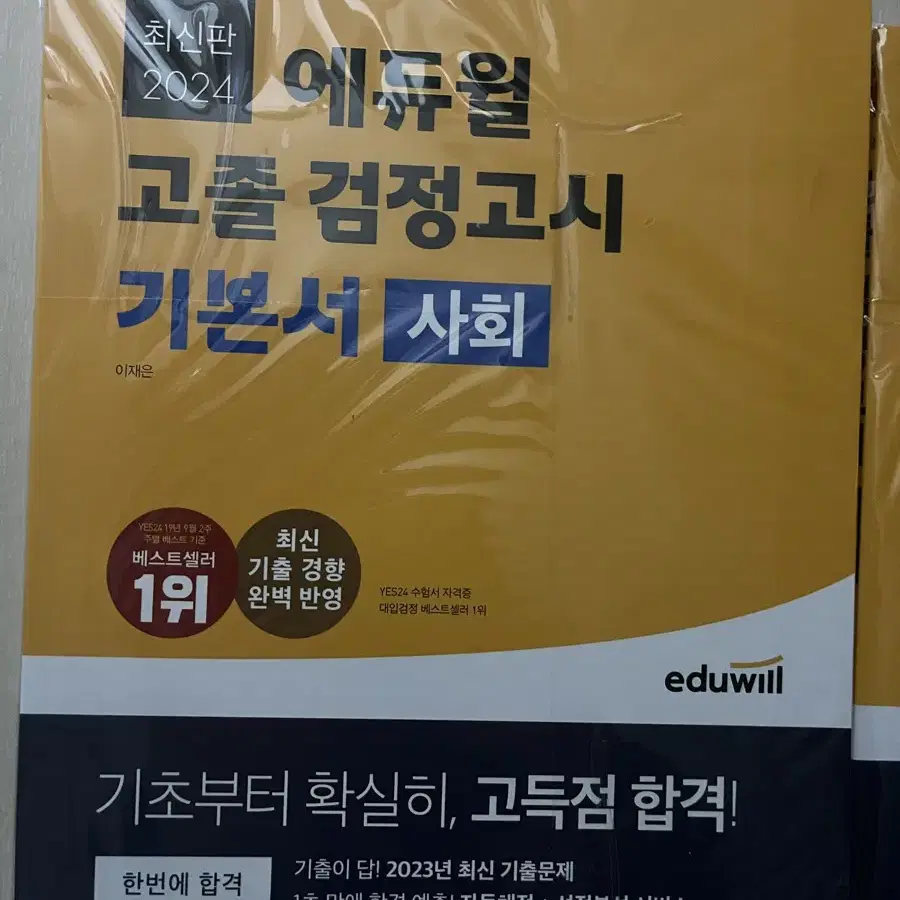 최신판
2024
에듀윌
고졸 검정고시
기본서 사회
이재은
YES24 19년 9월 2주
주별 베스트 기준
베스트셀러
1위
최신
기출 경향
완벽 반영
YES24 수험서 자격증
대입검정 베스트셀러 1위
eduwill
기초부터 확실히, 고득점 합격!
한번에 합격
기출이 답! 2023년 최신 기출문제